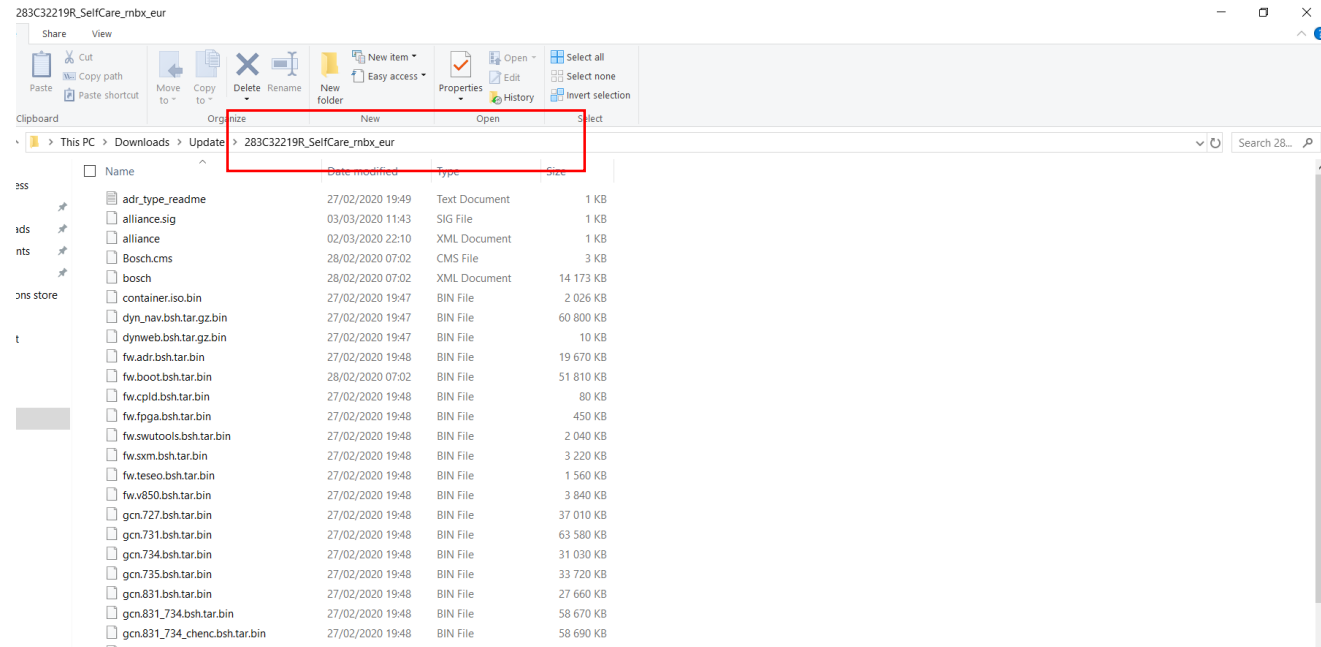 283C32219R_SelfCare_rnbx_eur
Share View
Cut
Copy path
Paste shortcut
Paste
Move to
Copy to
Delete
Rename
New folder
New item
Easy access
Properties
Open
Edit
History
Select all
Select none
Invert selection
Clipboard Organize New Open Select
This PC > Downloads > Update > 283C32219R_SelfCare_rnbx_eur
Search 28...
Name Date modified Type Size
adr_type_readme 27/02/2020 19:49 Text Document 1 KB
alliance.sig 03/03/2020 11:43 SIG File 1 KB
alliance 02/03/2020 22:10 XML Document 1 KB
Bosch.cms 28/02/2020 07:02 CMS File 3 KB
bosch 28/02/2020 07:02 XML Document 14 173 KB
container.iso.bin 27/02/2020 19:47 BIN File 2 026 KB
dyn_nav.bsh.tar.gz.bin 27/02/2020 19:47 BIN File 60 800 KB
dynweb.bsh.tar.gz.bin 27/02/2020 19:47 BIN File 10 KB
fw.adr.bsh.tar.bin 27/02/2020 19:48 BIN File 19 670 KB
fw.boot.bsh.tar.bin 28/02/2020 07:02 BIN File 51 810 KB
fw.cpld.bsh.tar.bin 27/02/2020 19:48 BIN File 80 KB
fw.fpga.bsh.tar.bin 27/02/2020 19:48 BIN File 450 KB
fw.swutools.bsh.tar.bin 27/02/2020 19:48 BIN File 2 040 KB
fw.sxm.bsh.tar.bin 27/02/2020 19:48 BIN File 3 220 KB
fw.teseo.bsh.tar.bin 27/02/2020 19:48 BIN File 1 560 KB
fw.v850.bsh.tar.bin 27/02/2020 19:48 BIN File 3 840 KB
gcn.727.bsh.tar.bin 27/02/2020 19:48 BIN File 37 010 KB
gcn.731.bsh.tar.bin 27/02/2020 19:48 BIN File 63 580 KB
gcn.734.bsh.tar.bin 27/02/2020 19:48 BIN File 31 030 KB
gcn.735.bsh.tar.bin 27/02/2020 19:48 BIN File 33 720 KB
gcn.831.bsh.tar.bin 27/02/2020 19:48 BIN File 27 660 KB
gcn.831_734.bsh.tar.bin 27/02/2020 19:48 BIN File 58 670 KB
gcn.831_734_chenc.bsh.tar.bin 27/02/2020 19:48 BIN File 58 690 KB
ess
ads
nts
ons store
t